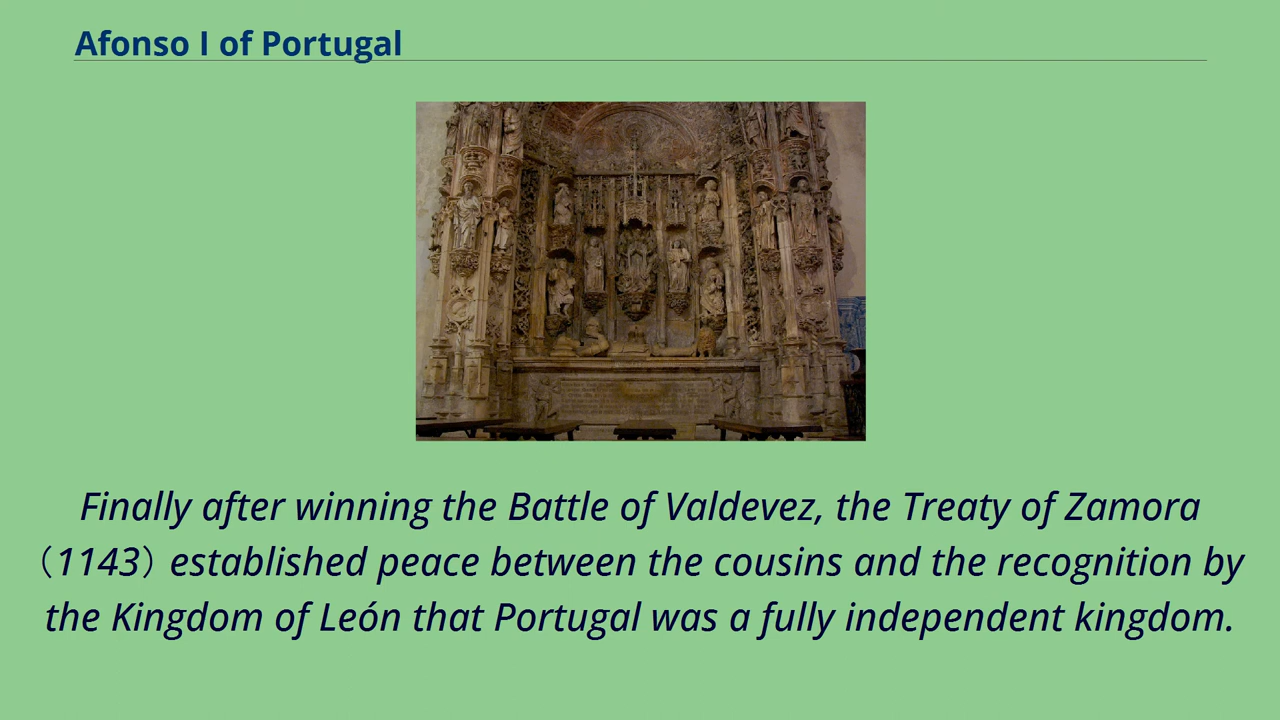 Afonso I of Portugal
Finally after winning the Battle of Valdevez, the Treaty of Zamora
（1143）established peace between the cousins and the recognition by
the Kingdom of León that Portugal was a fully independent kingdom.